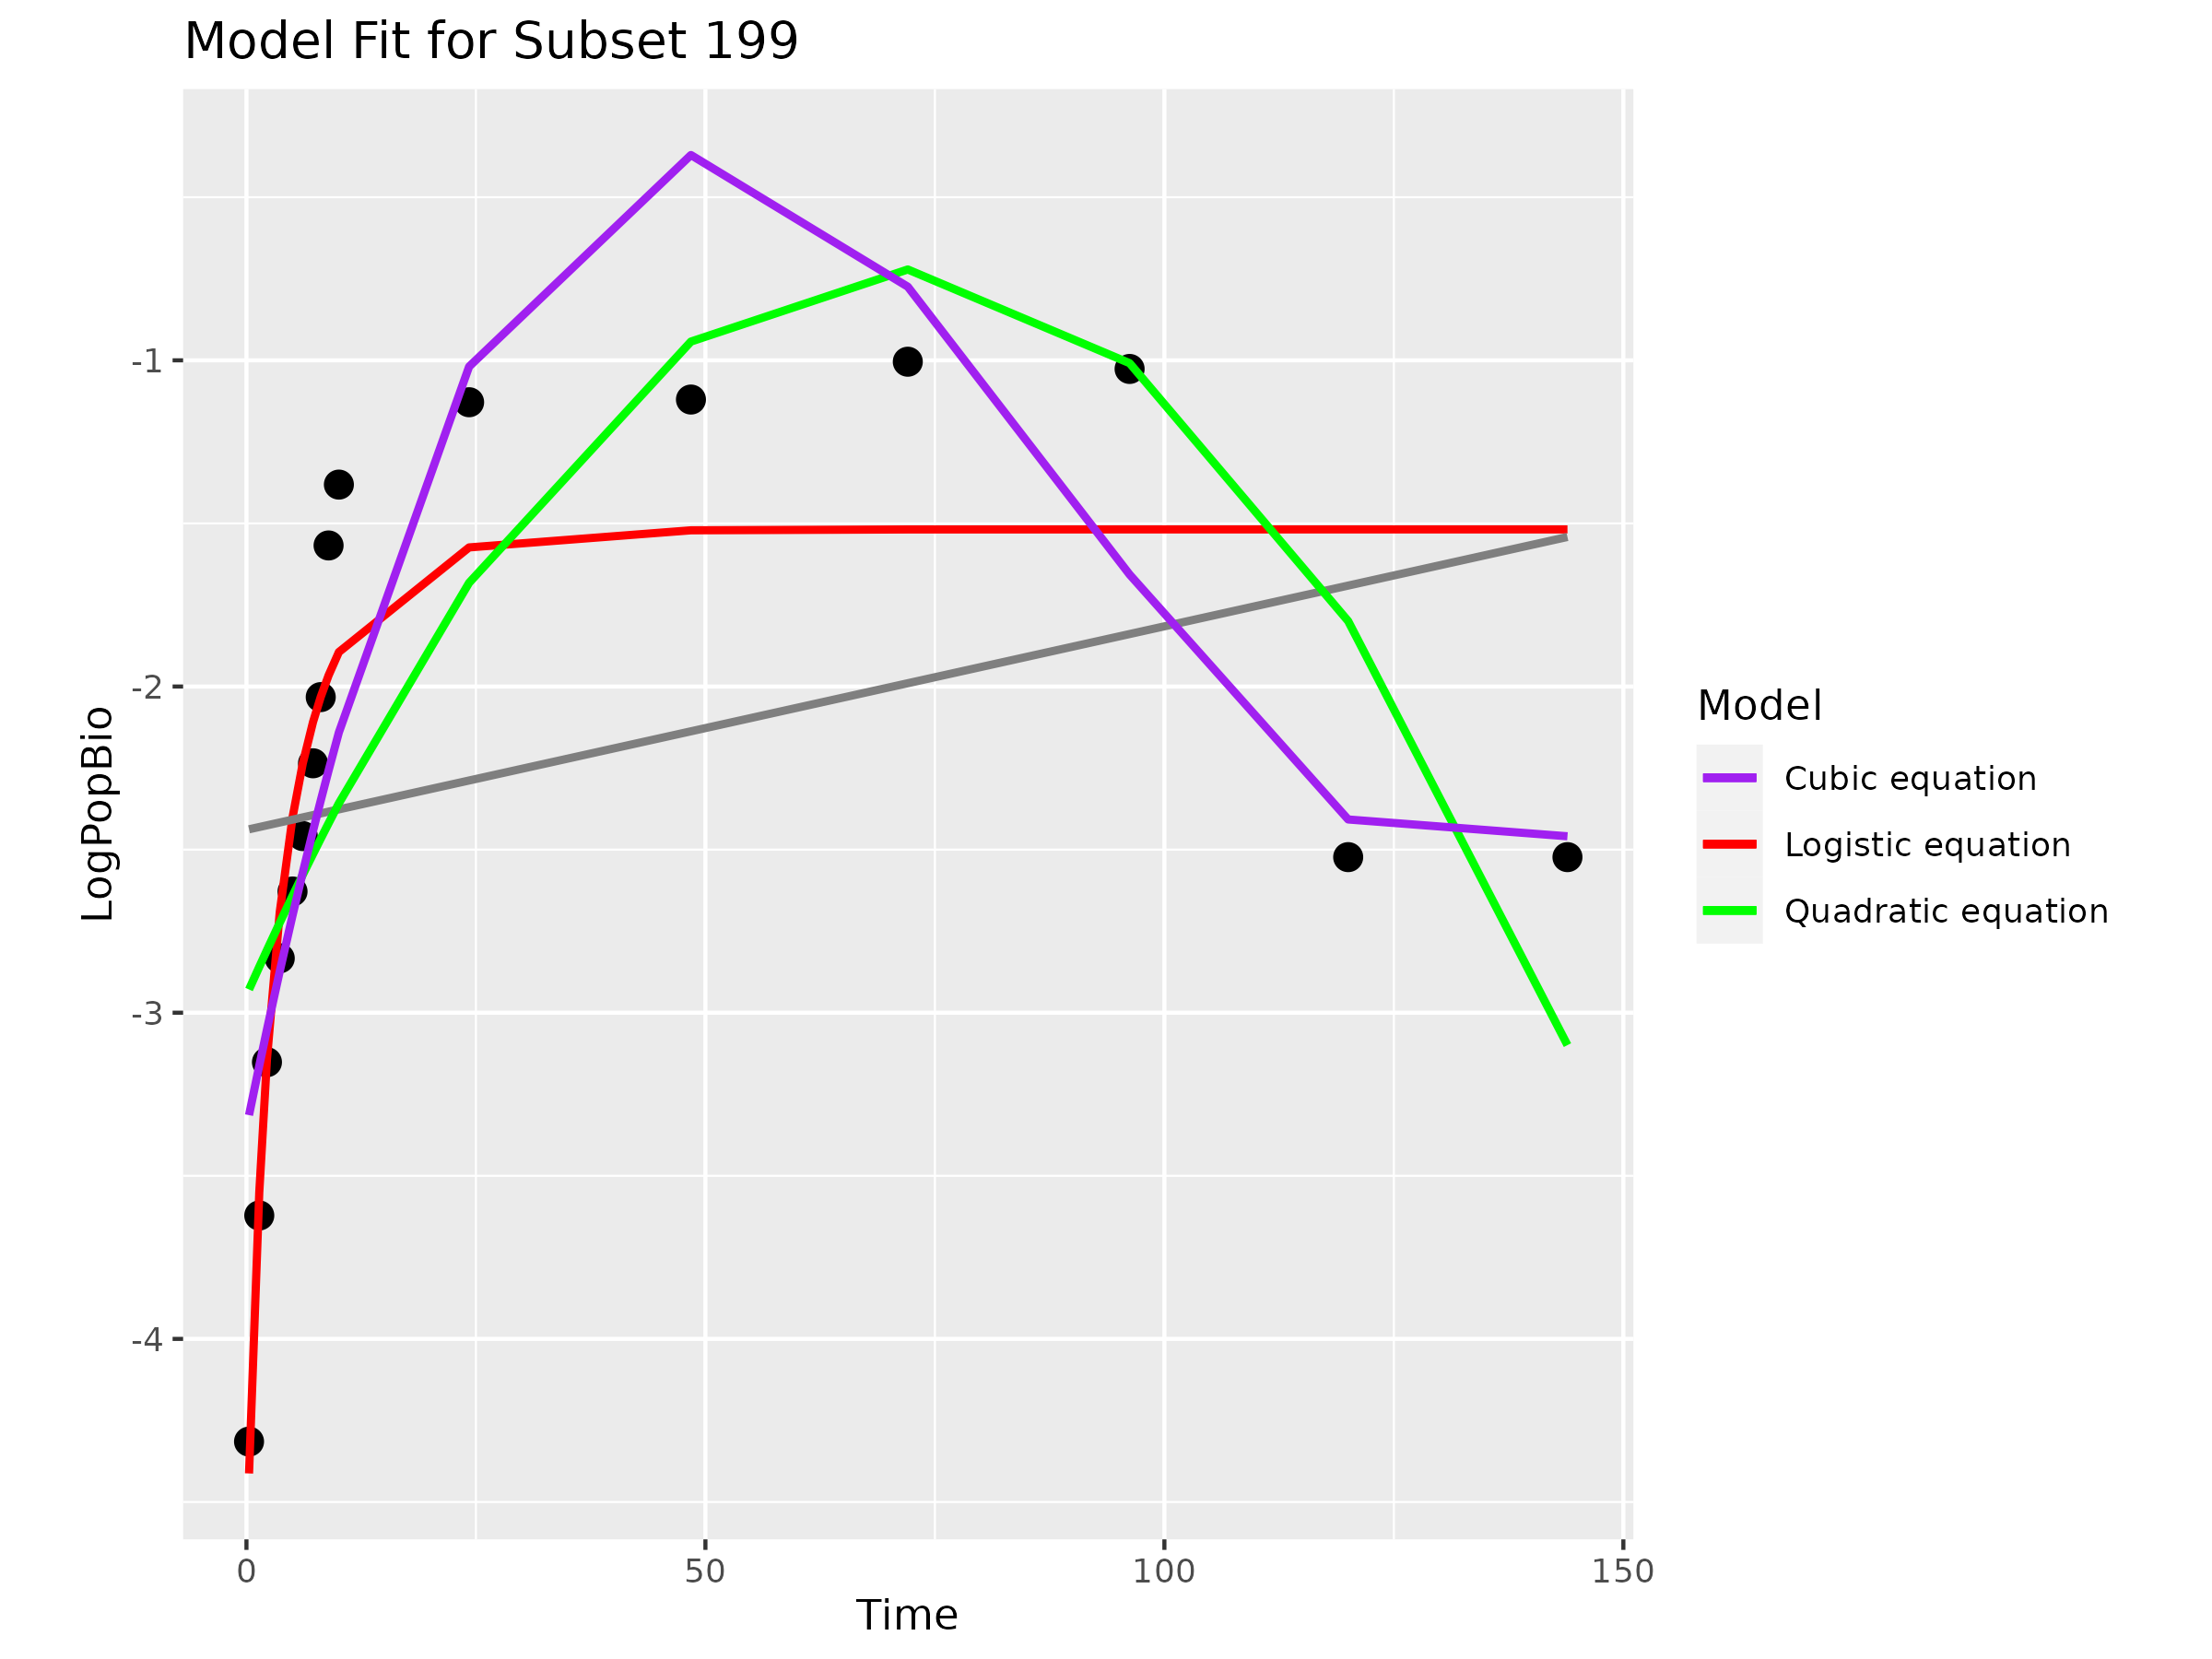 Model Fit for Subset 199
LogPopBio
-1
-2
-3
-4
0
50
100
150
Time
Model
Cubic equation
Logistic equation
Quadratic equation